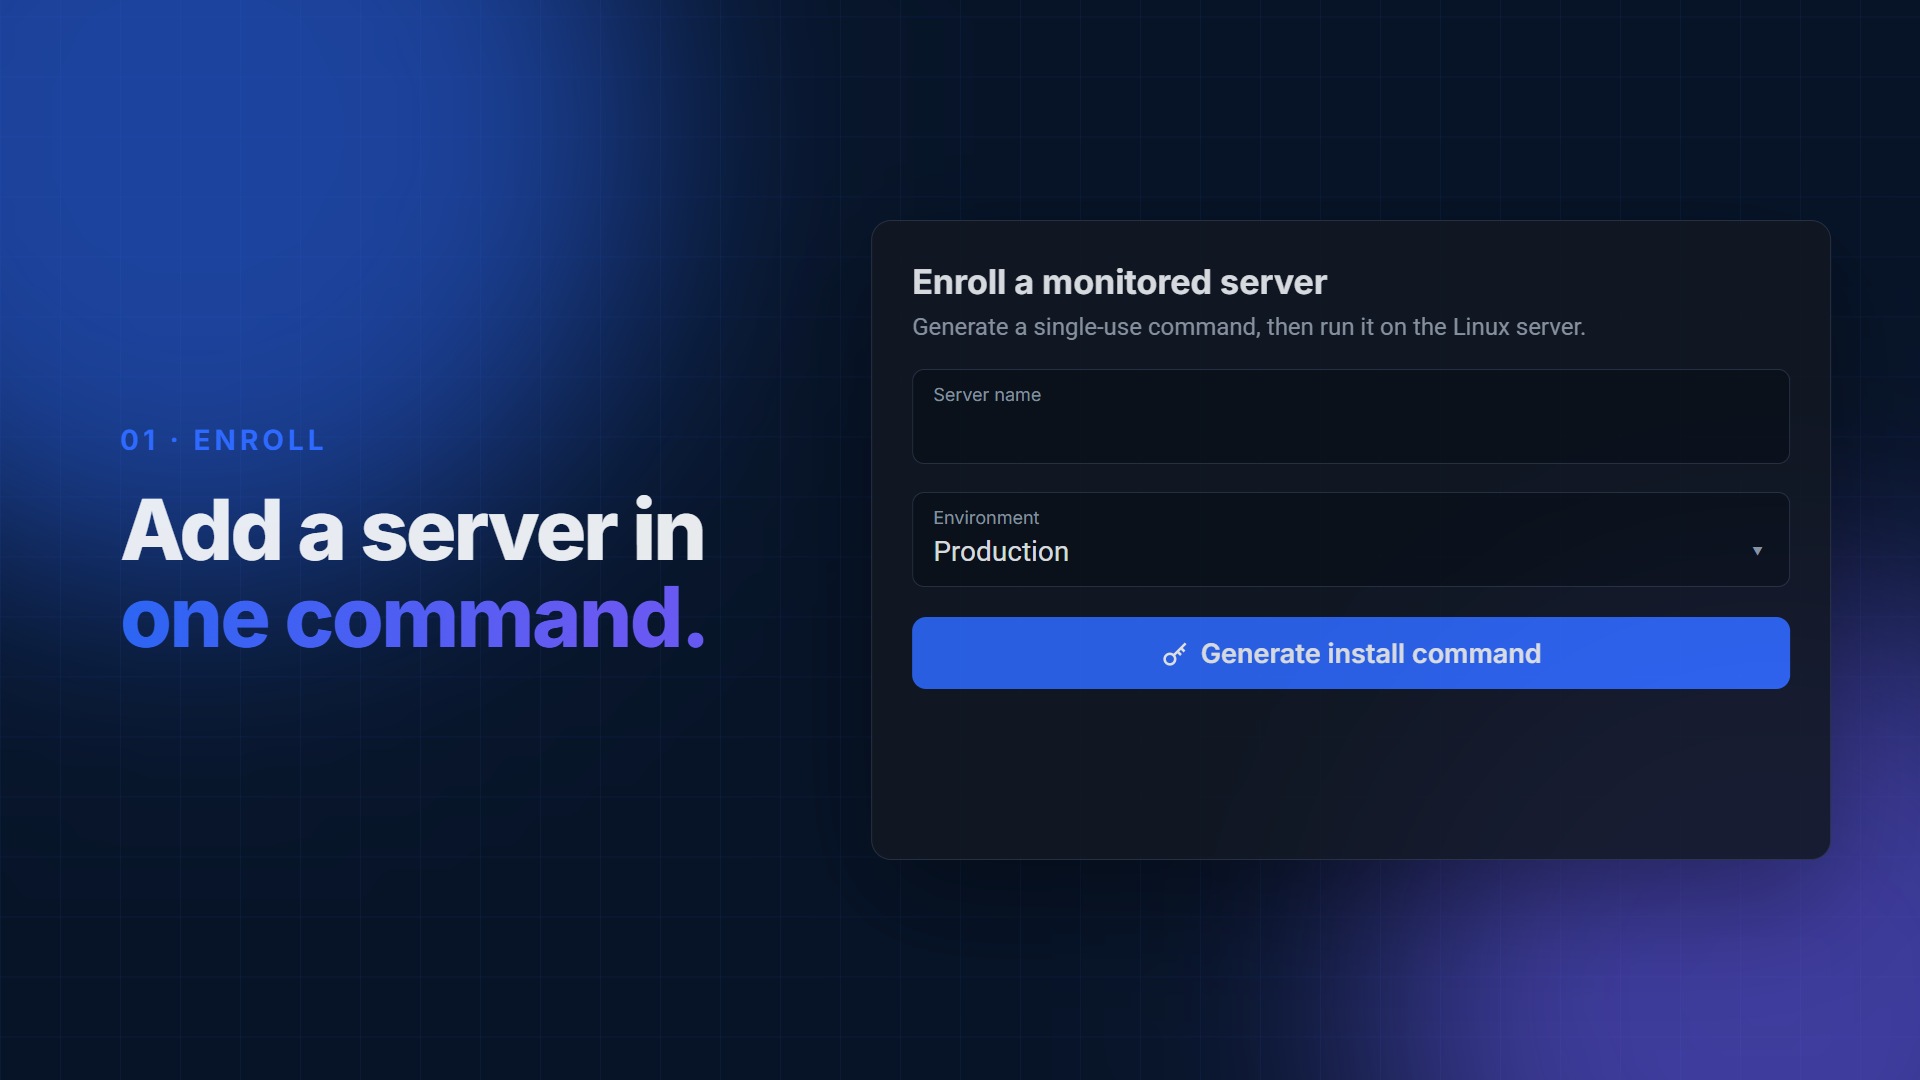 01 · ENROLL
Add a server in
one command.
Enroll a monitored server
Generate a single-use command, then run it on the Linux server.
Server name
Environment
Production
Generate install command